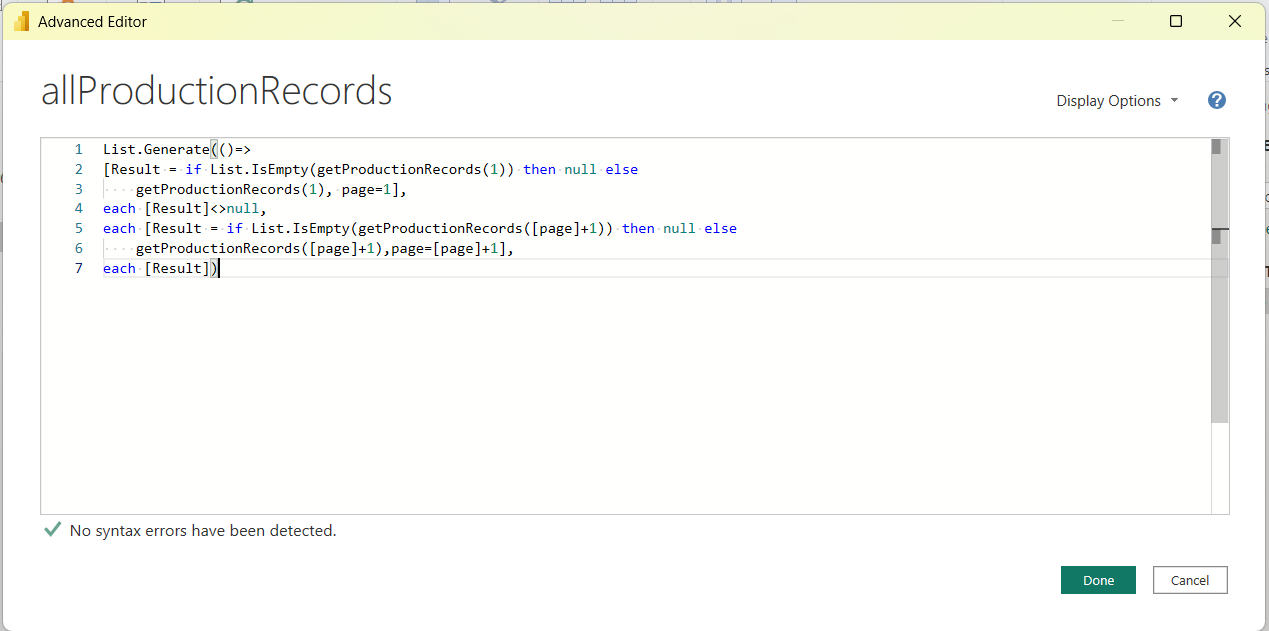 Advanced Editor
allProductionRecords
Display Options
?
1 List.Generate(()=>
2 [Result = if List.IsEmpty(getProductionRecords(1)) then null else
3 getProductionRecords(1), page=1],
4 each [Result]<>null,
5 each [Result = if List.IsEmpty(getProductionRecords([page]+1)) then null else
6 getProductionRecords([page]+1),page=[page]+1],
7 each [Result])
No syntax errors have been detected.
Done
Cancel